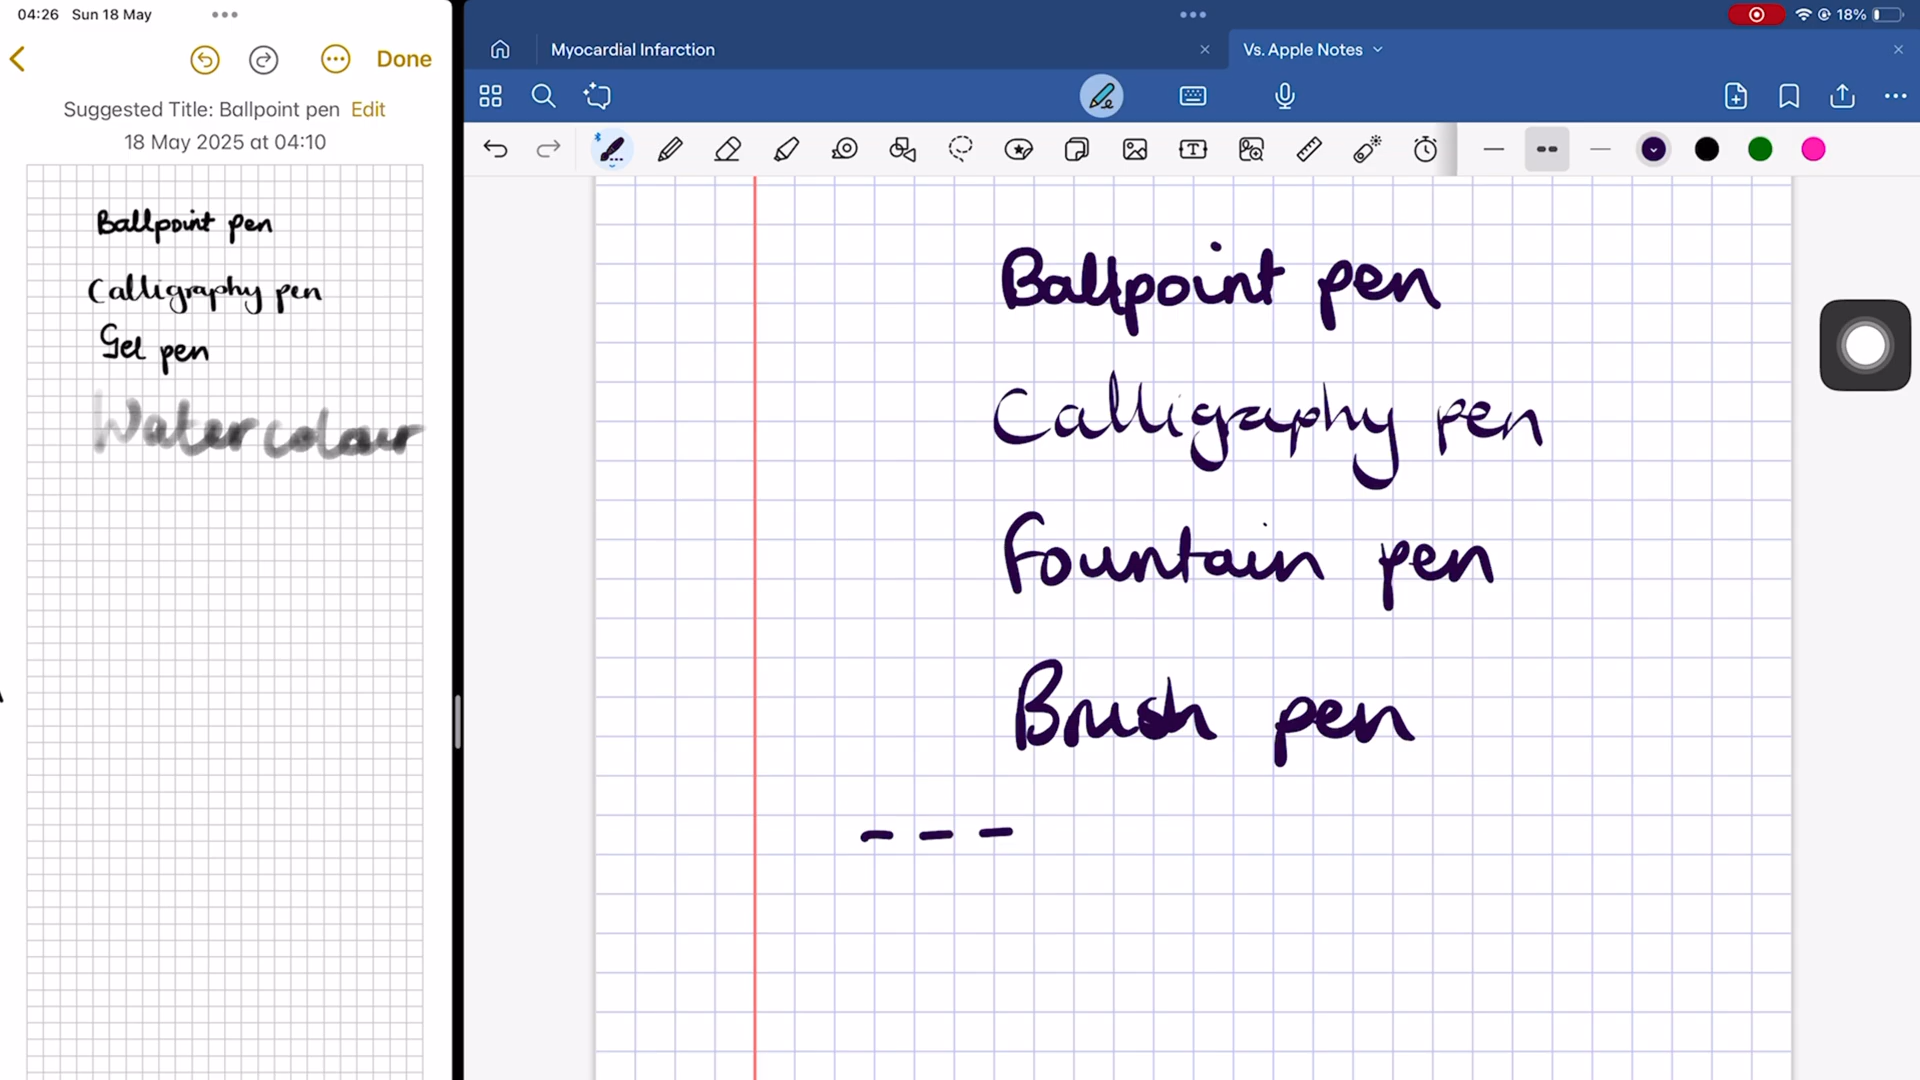 04:26 Sun 18 May
Done
Suggested Title: Ballpoint pen Edit
18 May 2025 at 04:10
Ballpoint pen
Calligraphy pen
Gel pen
Watercolour
18%
Myocardial Infarction
Vs. Apple Notes
Ballpoint pen
Calligraphy pen
Fountain pen
Brush pen